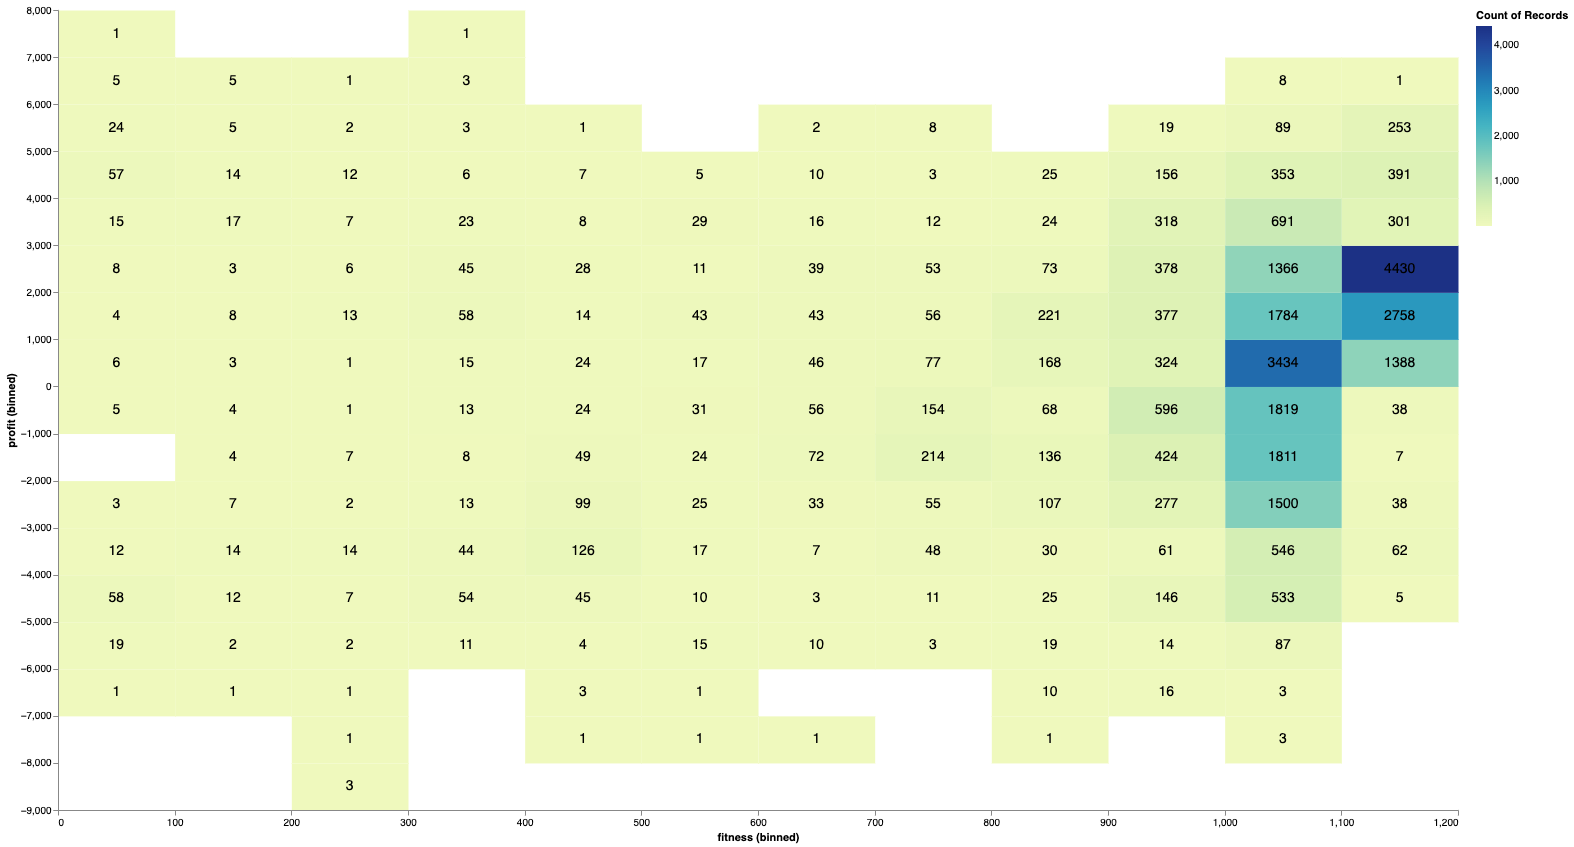 Count of Records
4,000
3,000
2,000
1,000
8,000
1 1
7,000
5 5 1 3 8 1
6,000
24 5 2 3 1 2 8 19 89 253
5,000
57 14 12 6 7 5 10 3 25 156 353 391
4,000
15 17 7 23 8 29 16 12 24 318 691 301
3,000
8 3 6 45 28 11 39 53 73 378 1366 4430
2,000
4 8 13 58 14 43 43 56 221 377 1784 2758
1,000
6 3 1 15 24 17 46 77 168 324 3434 1388
0
5 4 1 13 24 31 56 154 68 596 1819 38
−1,000
4 7 8 49 24 72 214 136 424 1811 7
−2,000
3 7 2 13 99 25 33 55 107 277 1500 38
−3,000
12 14 14 44 126 17 7 48 30 61 546 62
−4,000
58 12 7 54 45 10 3 11 25 146 533 5
−5,000
19 2 2 11 4 15 10 3 19 14 87
−6,000
1 1 1 3 1 10 16 3
−7,000
1 1 1 1 1 3
−8,000
3
−9,000
profit (binned)
0 100 200 300 400 500 600 700 800 900 1,000 1,100 1,200
fitness (binned)